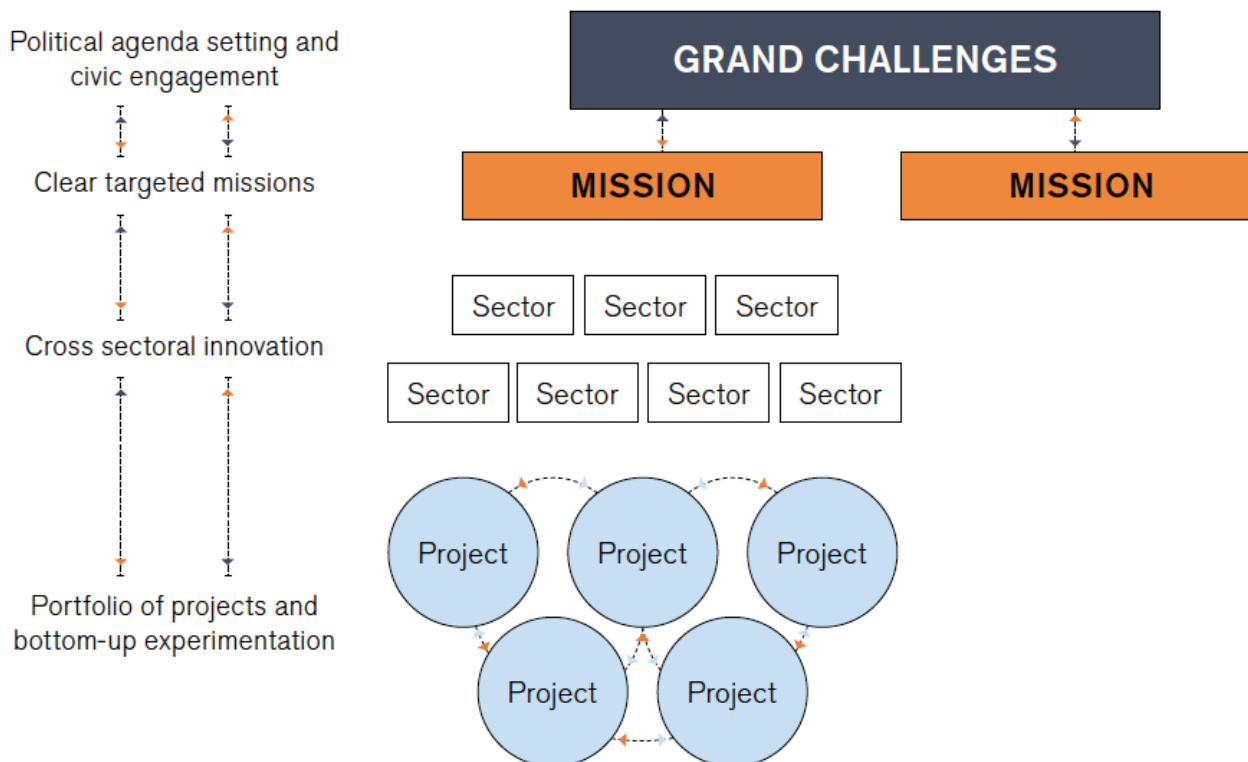 Political agenda setting and
civic engagement
GRAND CHALLENGES
Clear targeted missions
MISSION
MISSION
Sector
Sector
Sector
Cross sectoral innovation
Sector
Sector
Sector
Sector
Project
Project
Project
Portfolio of projects and
bottom-up experimentation
Project
Project